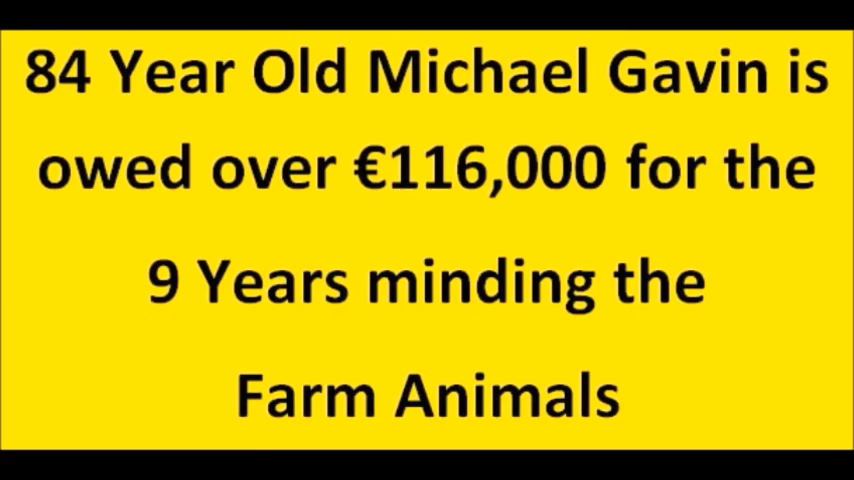 84 Year Old Michael Gavin is
owed over €116,000 for the
9 Years minding the
Farm Animals